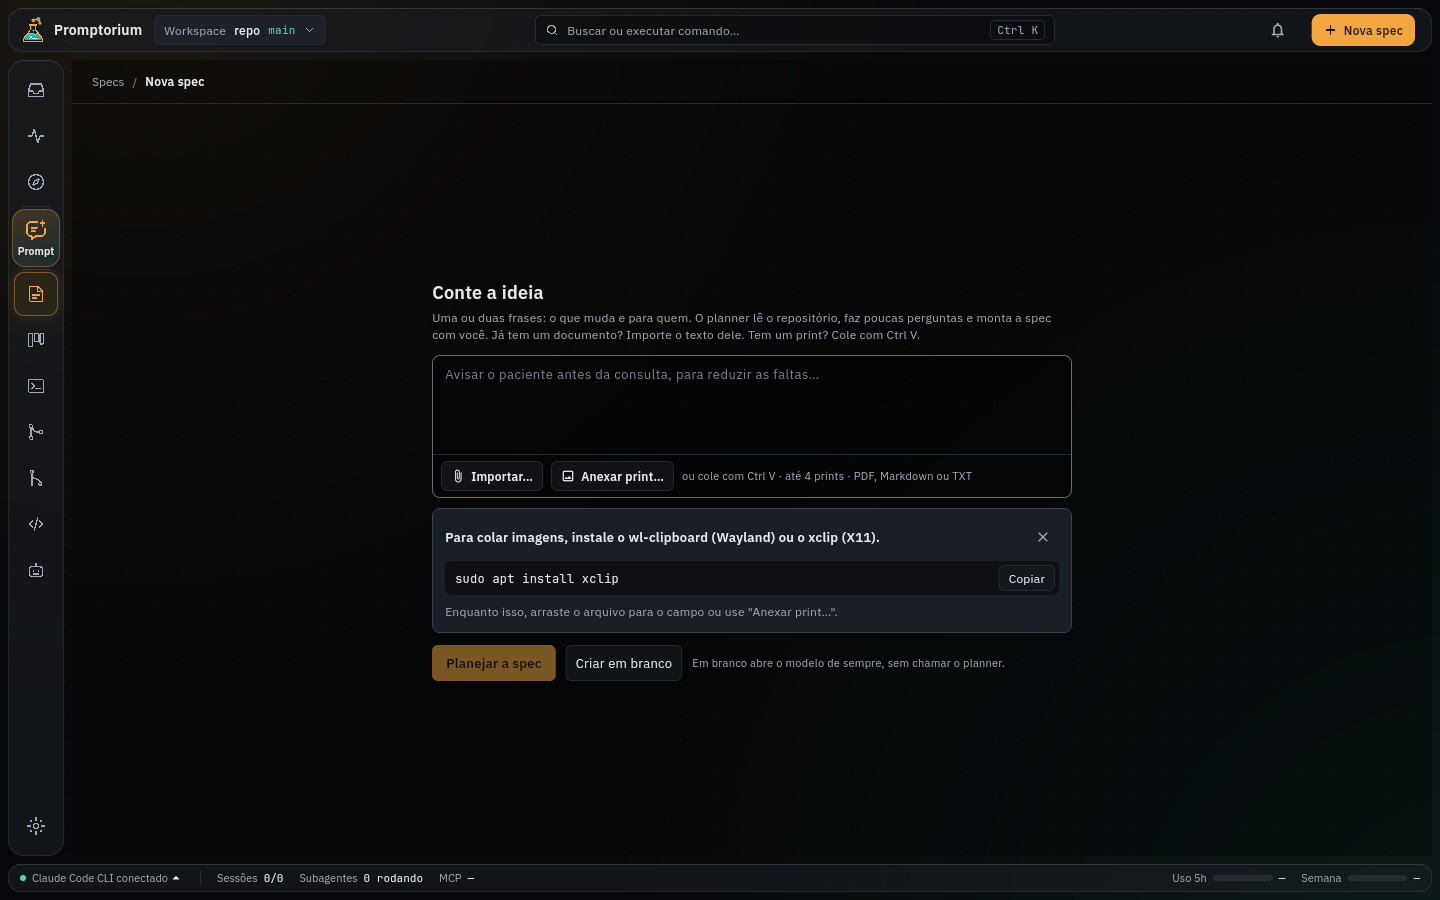 Promptorium
Workspace repo main
Buscar ou executar comando...
Ctrl K
+ Nova spec
Specs / Nova spec
Prompt
Conte a ideia
Uma ou duas frases: o que muda e para quem. O planner lê o repositório, faz poucas perguntas e monta a spec
com você. Já tem um documento? Importe o texto dele. Tem um print? Cole com Ctrl V.
Avisar o paciente antes da consulta, para reduzir as faltas...
Importar...
Anexar print...
ou cole com Ctrl V · até 4 prints · PDF, Markdown ou TXT
Para colar imagens, instale o wl-clipboard (Wayland) ou o xclip (X11).
sudo apt install xclip
Copiar
Enquanto isso, arraste o arquivo para o campo ou use "Anexar print...".
Planejar a spec
Criar em branco
Em branco abre o modelo de sempre, sem chamar o planner.
Claude Code CLI conectado
Sessões 0/0
Subagentes 0 rodando
MCP —
Uso 5h —
Semana —